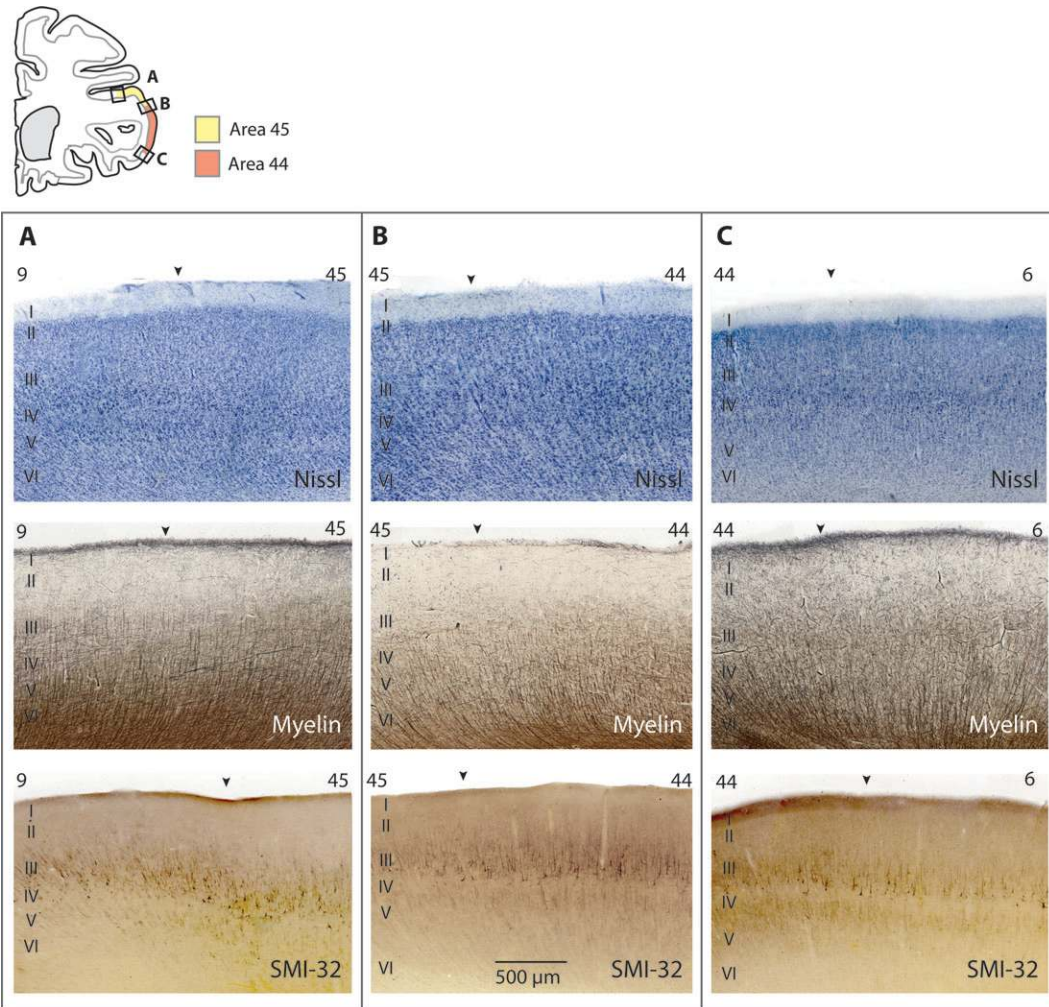 A
B
C
Area 45
Area 44
A
9
45
I
II
III
IV
V
VI
Nissl
B
45
44
I
II
III
IV
V
VI
Nissl
C
44
6
I
II
III
IV
V
VI
Nissl
9
45
I
II
III
IV
V
VI
Myelin
45
44
I
II
III
IV
V
VI
Myelin
44
6
I
II
III
IV
V
VI
Myelin
9
45
I
II
III
IV
V
VI
SMI-32
45
44
I
II
III
IV
V
VI
500 µm
SMI-32
44
6
I
II
III
IV
V
VI
SMI-32